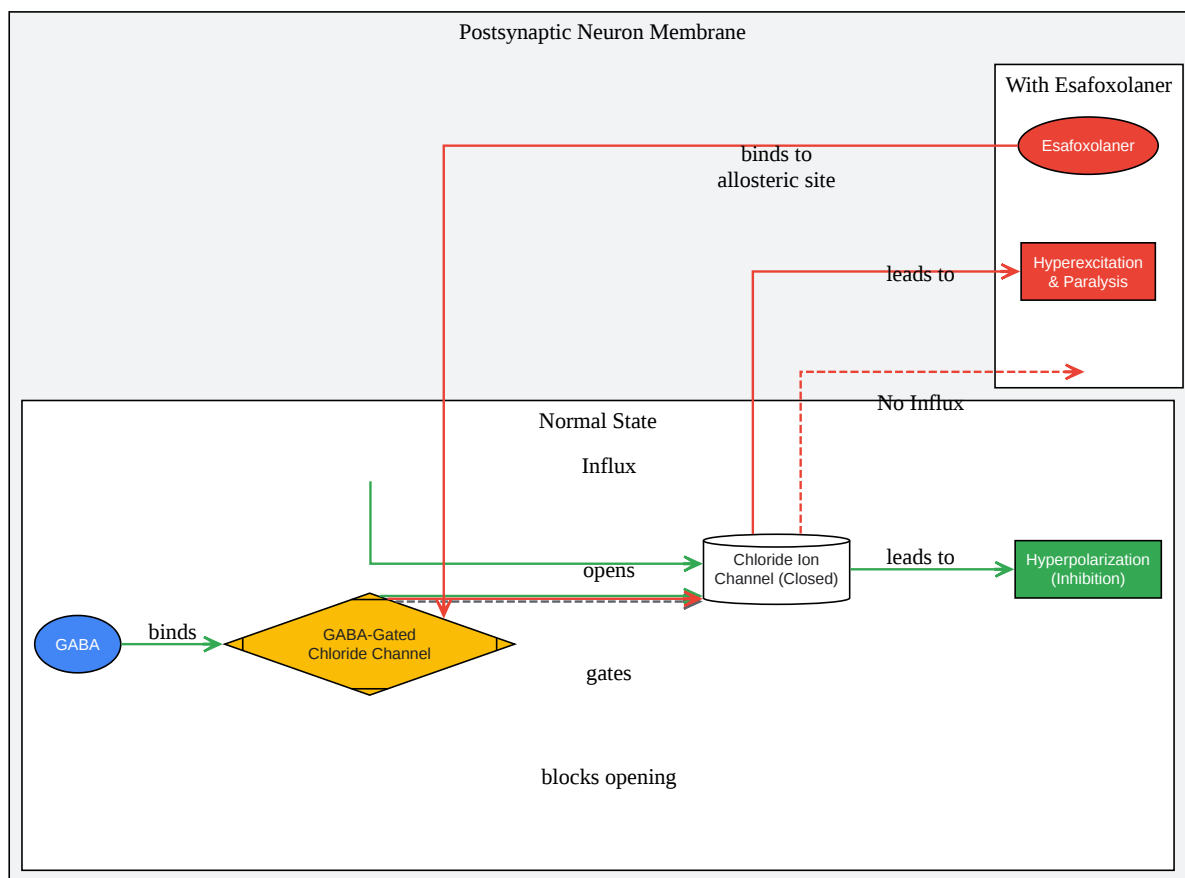 Postsynaptic Neuron Membrane
With Esafoxolaner
Esafoxolaner
binds to
allosteric site
Hyperexcitation
& Paralysis
leads to
No Influx
Normal State
Influx
opens
Chloride Ion
Channel (Closed)
leads to
Hyperpolarization
(Inhibition)
GABA
binds
GABA-Gated
Chloride Channel
gates
blocks opening